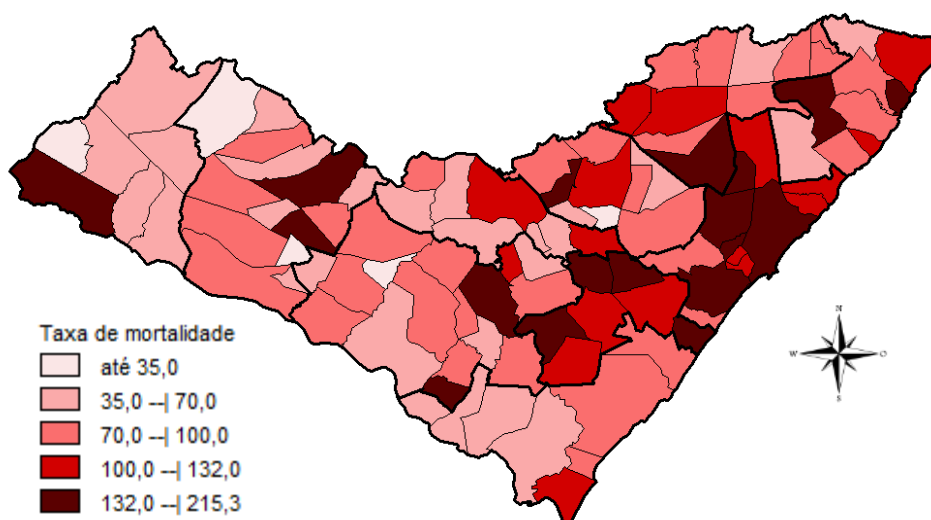 Taxa de mortalidade
até 35,0
35,0 --| 70,0
70,0 --| 100,0
100,0 --| 132,0
132,0 --| 215,3
N
W
O
S